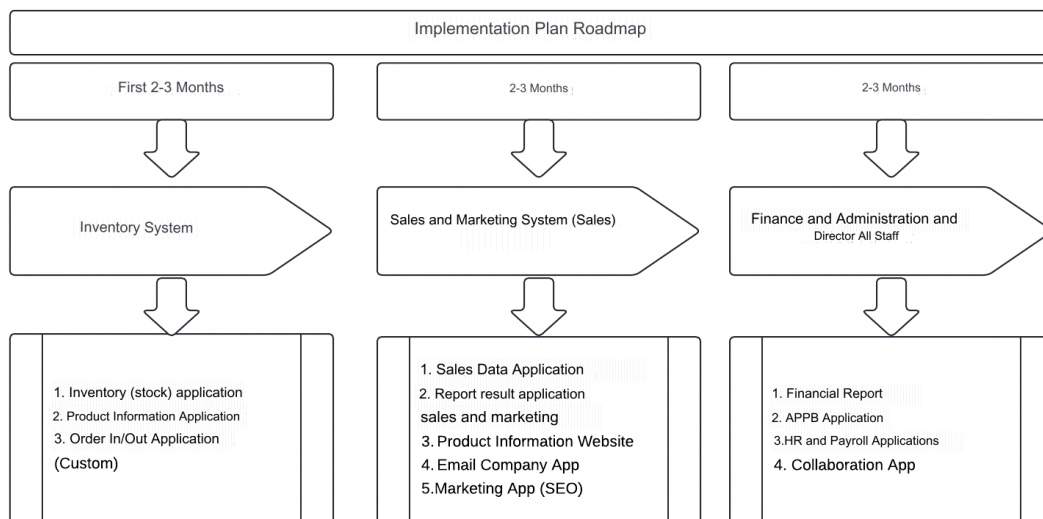 Implementation Plan Roadmap
First 2-3 Months
2-3 Months
2-3 Months
Inventory System
Sales and Marketing System (Sales)
Finance and Administration and
Director All Staff
1. Inventory (stock) application
2. Product Information Application
3. Order In/Out Application
(Custom)
1. Sales Data Application
2. Report result application
sales and marketing
3. Product Information Website
4. Email Company App
5.Marketing App (SEO)
1. Financial Report
2. APPB Application
3.HR and Payroll Applications
4. Collaboration App